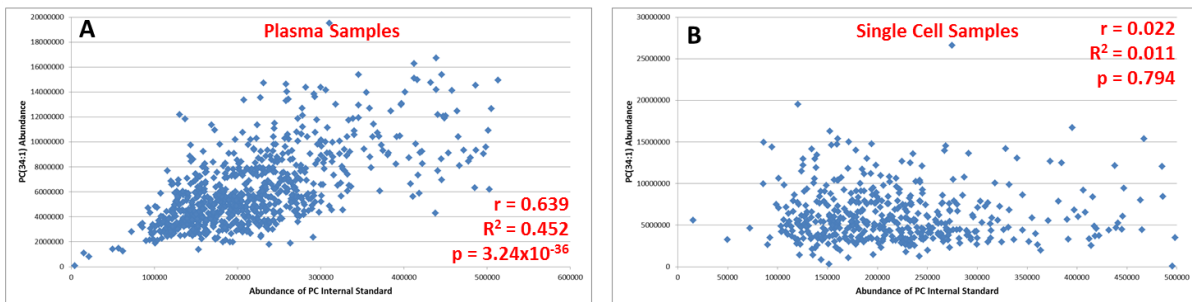 A
Plasma Samples
20000000
18000000
16000000
14000000
12000000
10000000
8000000
6000000
4000000
2000000
0
PC(34:1) Abundance
r = 0.639
R² = 0.452
p = 3.24x10⁻³⁶
0 100000 200000 300000 400000 500000 600000
Abundance of PC Internal Standard
B
Single Cell Samples
r = 0.022
R² = 0.011
p = 0.794
30000000
25000000
20000000
15000000
10000000
5000000
0
PC(34:1) Abundance
0 50000 100000 150000 200000 250000 300000 350000 400000 450000 500000
Abundance of PC Internal Standard